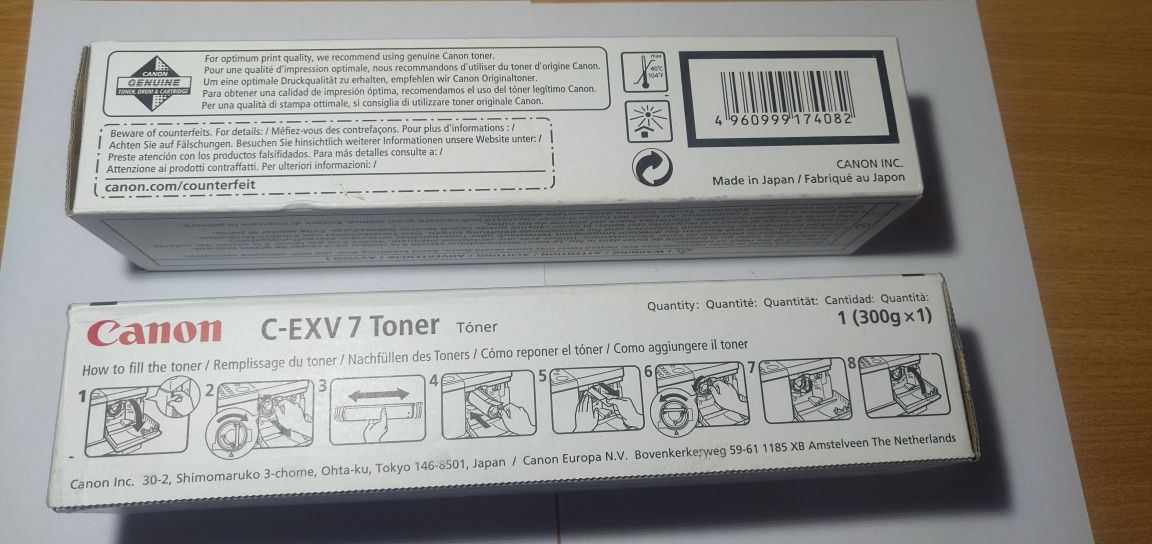 CANON
GENUINE
TONER, DRUM & CARTRIDGE
For optimum print quality, we recommend using genuine Canon toner.
Pour une qualité d'impression optimale, nous recommandons d'utiliser du toner d'origine Canon.
Um eine optimale Druckqualität zu erhalten, empfehlen wir Canon Originaltoner.
Para obtener una calidad de impresión óptima, recomendamos el uso del tóner legítimo Canon.
Per una qualità di stampa ottimale, si consiglia di utilizzare toner originale Canon.
Beware of counterfeits. For details: / Méfiez-vous des contrefaçons. Pour plus d'informations : /
Achten Sie auf Fälschungen. Besuchen Sie hinsichtlich weiterer Informationen unsere Website unter: /
Preste atención con los productos falsificados. Para más detalles consulte a: /
Attenzione ai prodotti contraffatti. Per ulteriori informazioni: /
canon.com/counterfeit
max
40°C
104°F
4 960999 174082
CANON INC.
Made in Japan / Fabriqué au Japon
Canon C-EXV 7 Toner Tóner
Quantity: Quantité: Quantität: Cantidad: Quantità:
1 (300g×1)
How to fill the toner / Remplissage du toner / Nachfüllen des Toners / Cómo reponer el tóner / Como aggiungere il toner
1 2 3 4 5 6 7 8
Canon Inc. 30-2, Shimomaruko 3-chome, Ohta-ku, Tokyo 146-8501, Japan / Canon Europa N.V. Bovenkerkerweg 59-61 1185 XB Amstelveen The Netherlands